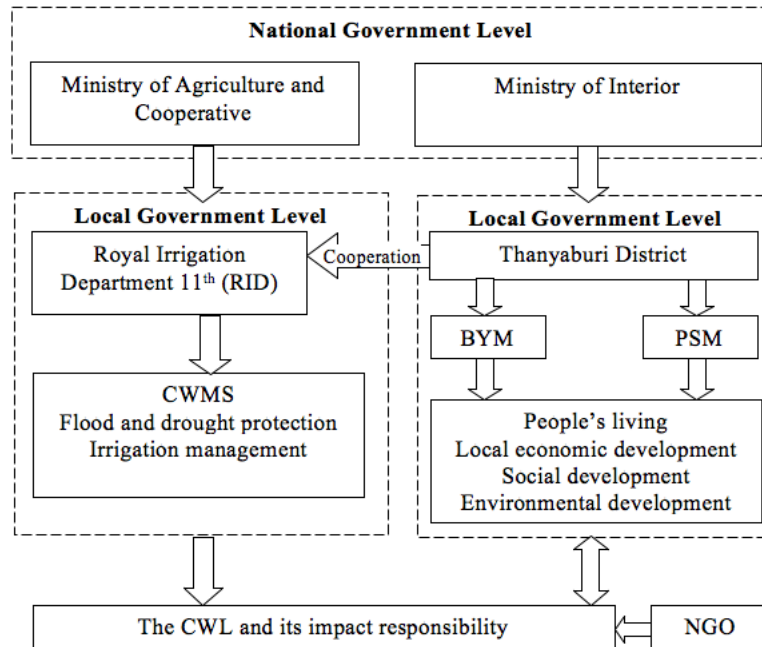 National Government Level
Ministry of Agriculture and
Cooperative
Ministry of Interior
Local Government Level
Royal Irrigation
Department 11th (RID)
Cooperation
CWMS
Flood and drought protection
Irrigation management
Local Government Level
Thanyaburi District
BYM
PSM
People's living
Local economic development
Social development
Environmental development
The CWL and its impact responsibility
NGO